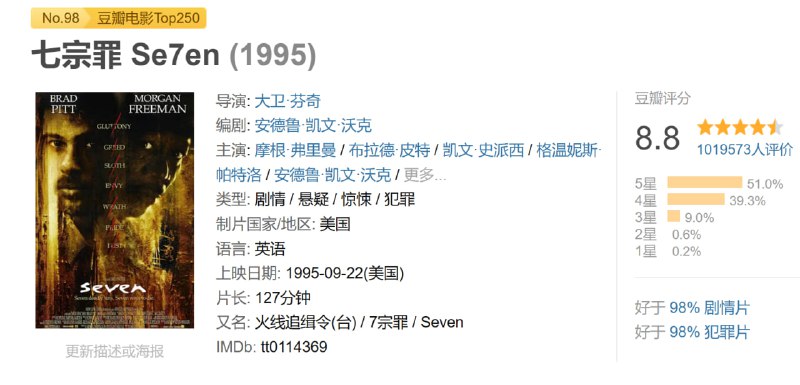 No.98 豆瓣电影Top250
七宗罪 Se7en (1995)
BRAD PITT
MORGAN FREEMAN
GLUTTONY
GREED
SLOTH
ENVY
WRATH
PRIDE
LUST
seven
Seven deadly sins. Seven ways to die.
更新描述或海报
导演: 大卫·芬奇
编剧: 安德鲁·凯文·沃克
主演: 摩根·弗里曼 / 布拉德·皮特 / 凯文·史派西 / 格温妮斯·
帕特洛 / 安德鲁·凯文·沃克 / 更多...
类型: 剧情 / 悬疑 / 惊悚 / 犯罪
制片国家/地区: 美国
语言: 英语
上映日期: 1995-09-22(美国)
片长: 127分钟
又名: 火线追缉令(台) / 7宗罪 / Seven
IMDb: tt0114369
豆瓣评分
8.8
1019573人评价
5星 51.0%
4星 39.3%
3星 9.0%
2星 0.6%
1星 0.2%
好于 98% 剧情片
好于 98% 犯罪片